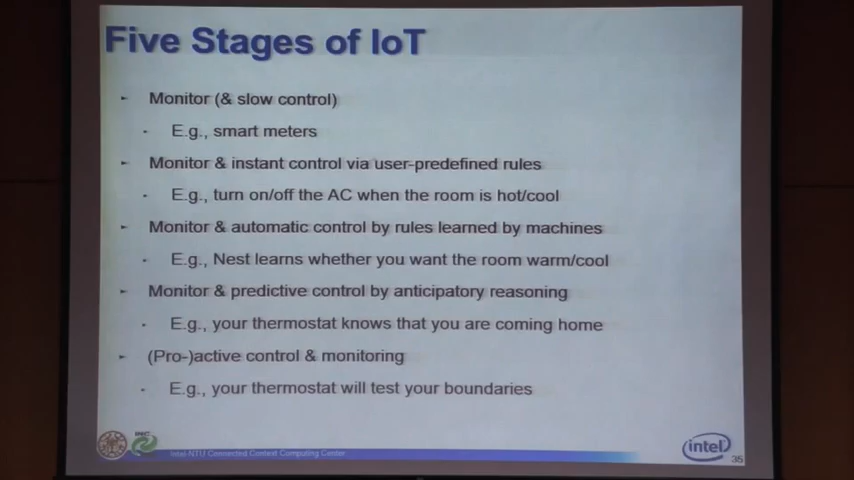 Five Stages of IoT
Monitor (& slow control)
E.g., smart meters
Monitor & instant control via user-predefined rules
E.g., turn on/off the AC when the room is hot/cool
Monitor & automatic control by rules learned by machines
E.g., Nest learns whether you want the room warm/cool
Monitor & predictive control by anticipatory reasoning
E.g., your thermostat knows that you are coming home
(Pro-)active control & monitoring
E.g., your thermostat will test your boundaries
Intel-NTU Connected Context Computing Center
intel
35